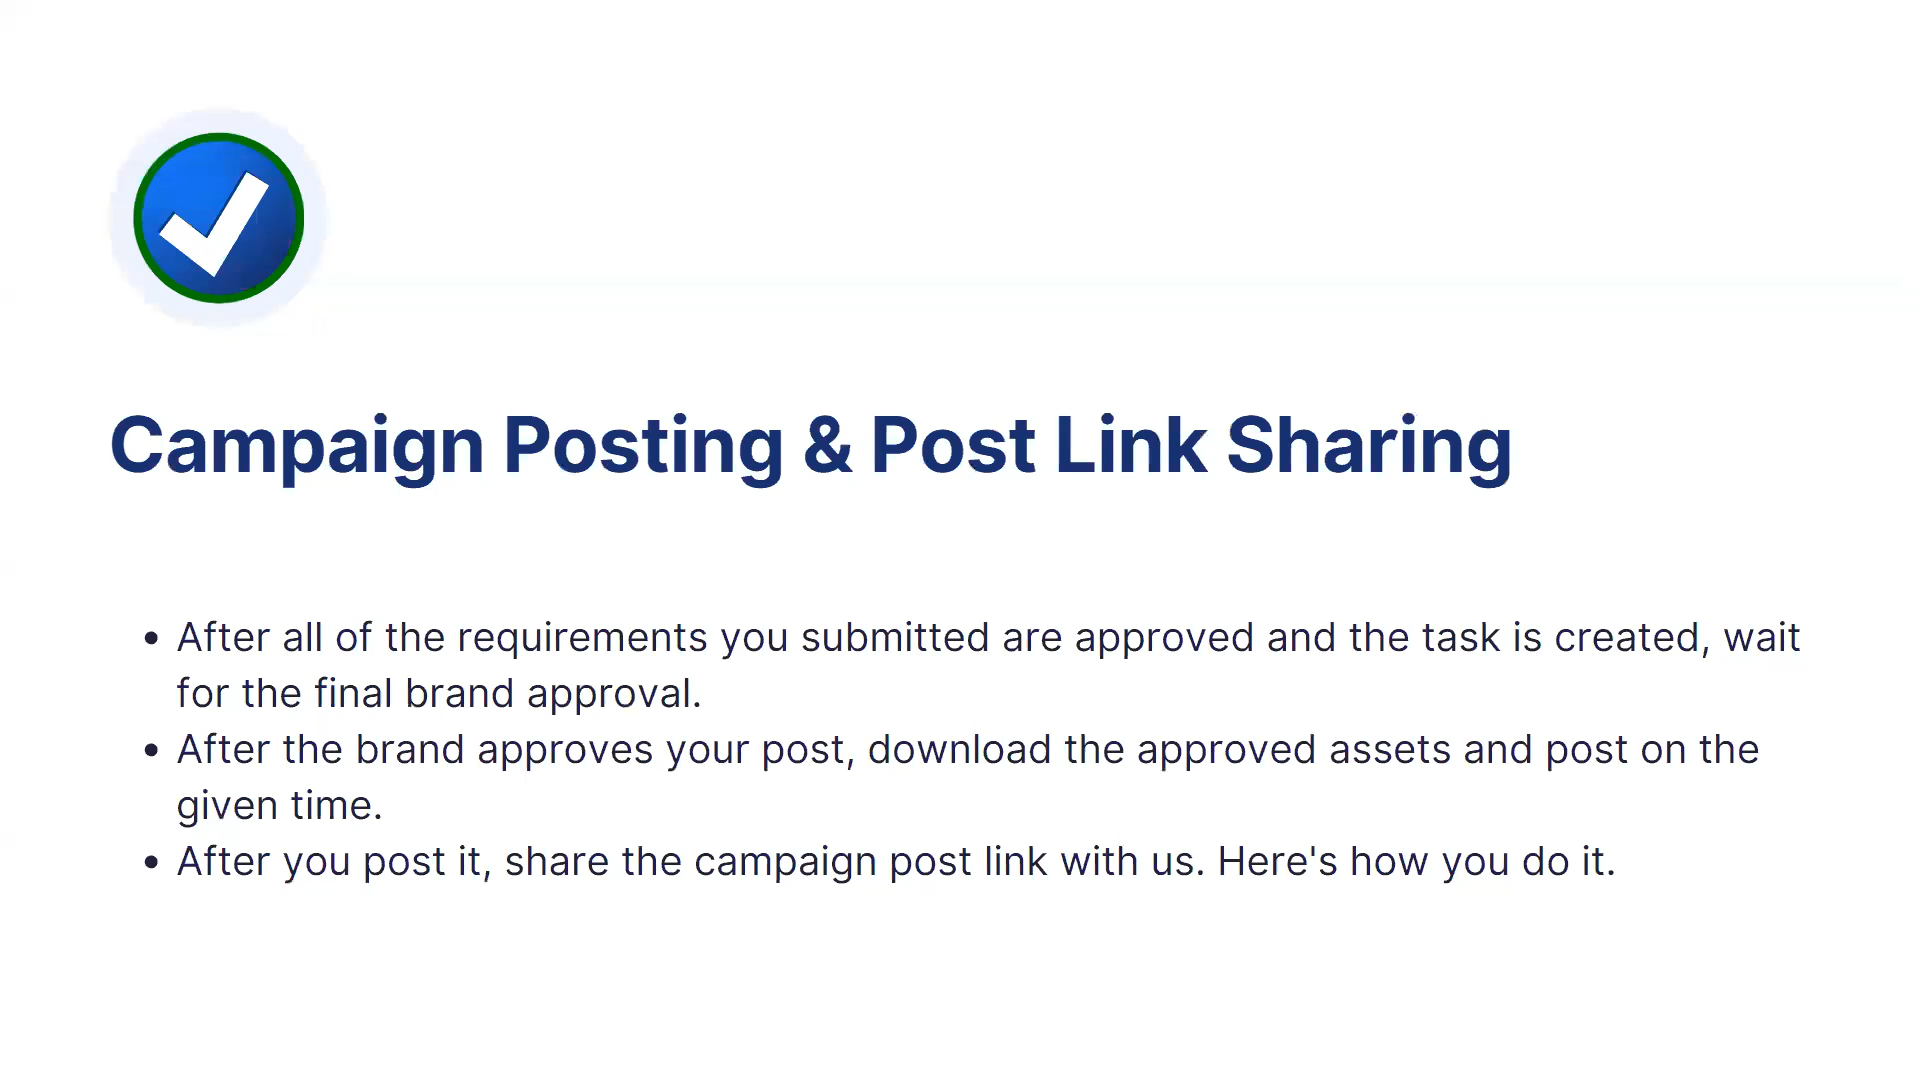 Campaign Posting & Post Link Sharing
• After all of the requirements you submitted are approved and the task is created, wait
for the final brand approval.
• After the brand approves your post, download the approved assets and post on the
given time.
• After you post it, share the campaign post link with us. Here's how you do it.